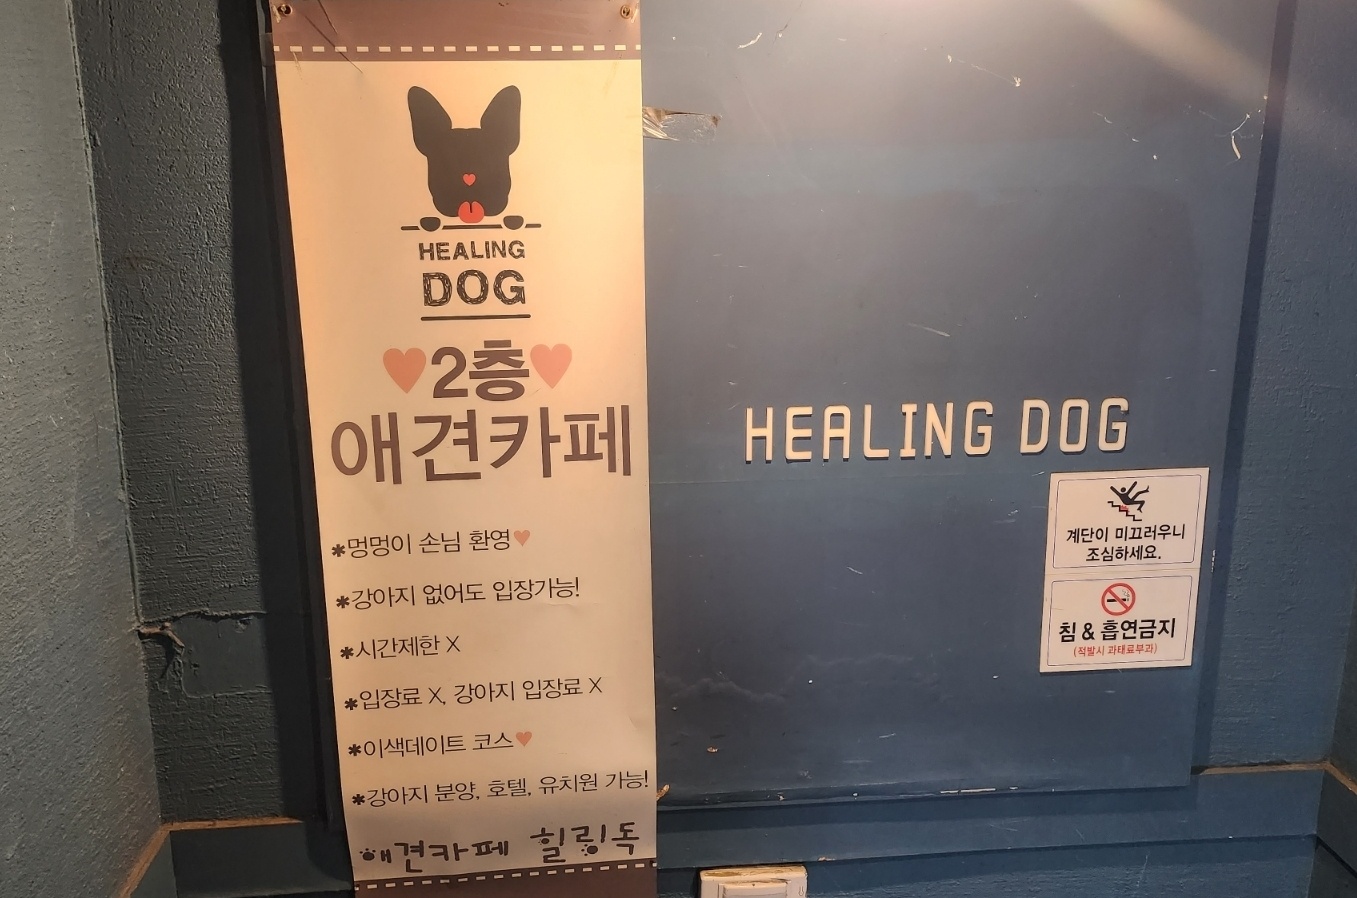 HEALING
DOG
♥2층♥
애견카페
*멍멍이 손님 환영♥
*강아지 없어도 입장가능!
*시간제한 X
*입장료 X, 강아지 입장료 X
*이색데이트 코스♥
*강아지 분양, 호텔, 유치원 가능!
애견카페 힐링독
HEALING DOG
계단이 미끄러우니
조심하세요.
침 & 흡연금지
(적발시 과태료부과)